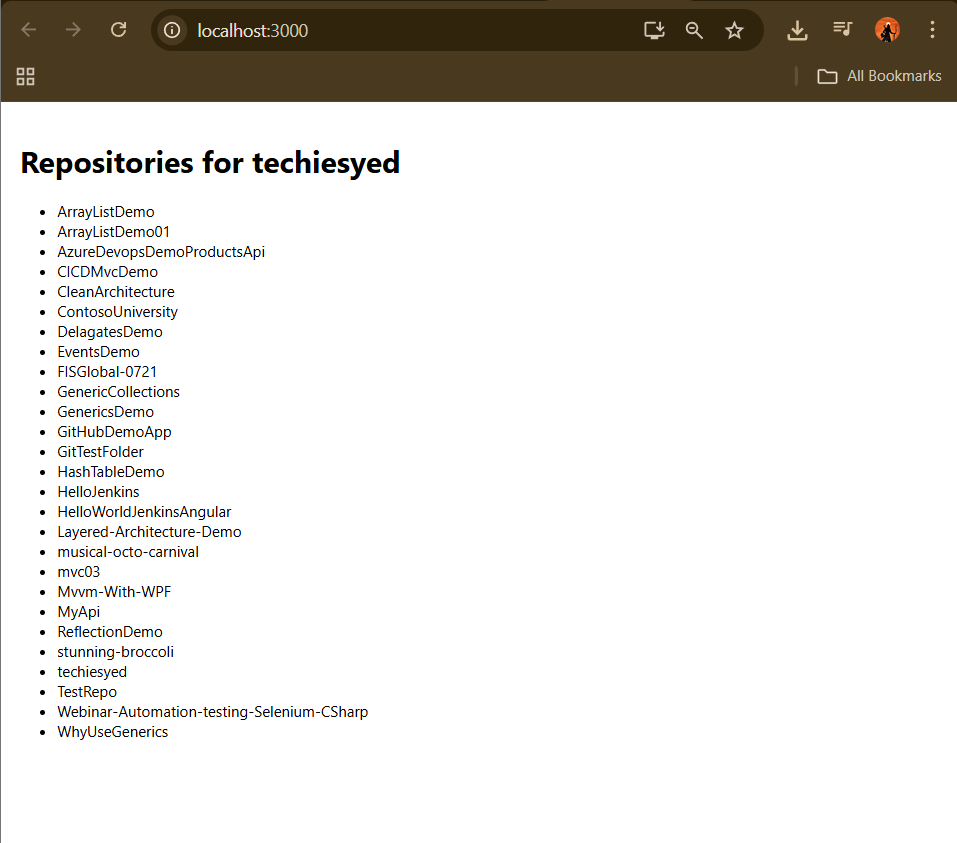 localhost:3000
All Bookmarks
Repositories for techiesyed
ArrayListDemo
ArrayListDemo01
AzureDevopsDemoProductsApi
CICDMvcDemo
CleanArchitecture
ContosoUniversity
DelagatesDemo
EventsDemo
FISGlobal-0721
GenericCollections
GenericsDemo
GitHubDemoApp
GitTestFolder
HashTableDemo
HelloJenkins
HelloWorldJenkinsAngular
Layered-Architecture-Demo
musical-octo-carnival
mvc03
Mvvm-With-WPF
MyApi
ReflectionDemo
stunning-broccoli
techiesyed
TestRepo
Webinar-Automation-testing-Selenium-CSharp
WhyUseGenerics